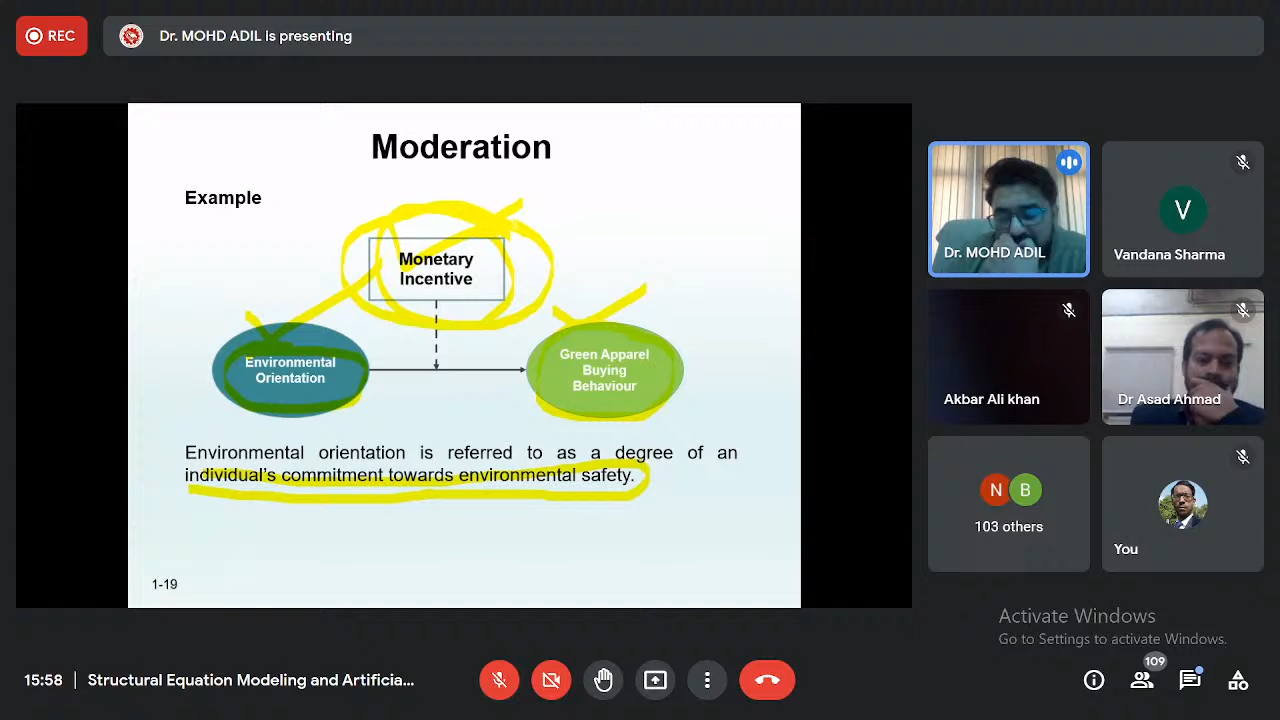 REC
Dr. MOHD ADIL is presenting
Moderation
Example
Monetary
Incentive
Environmental
Orientation
Green Apparel
Buying
Behaviour
Environmental orientation is referred to as a degree of an
individual's commitment towards environmental safety.
1-19
Dr. MOHD ADIL
V
Vandana Sharma
Akbar Ali khan
Dr Asad Ahmad
N B
103 others
You
Activate Windows
Go to Settings to activate Windows.
15:58 | Structural Equation Modeling and Artificia...
109